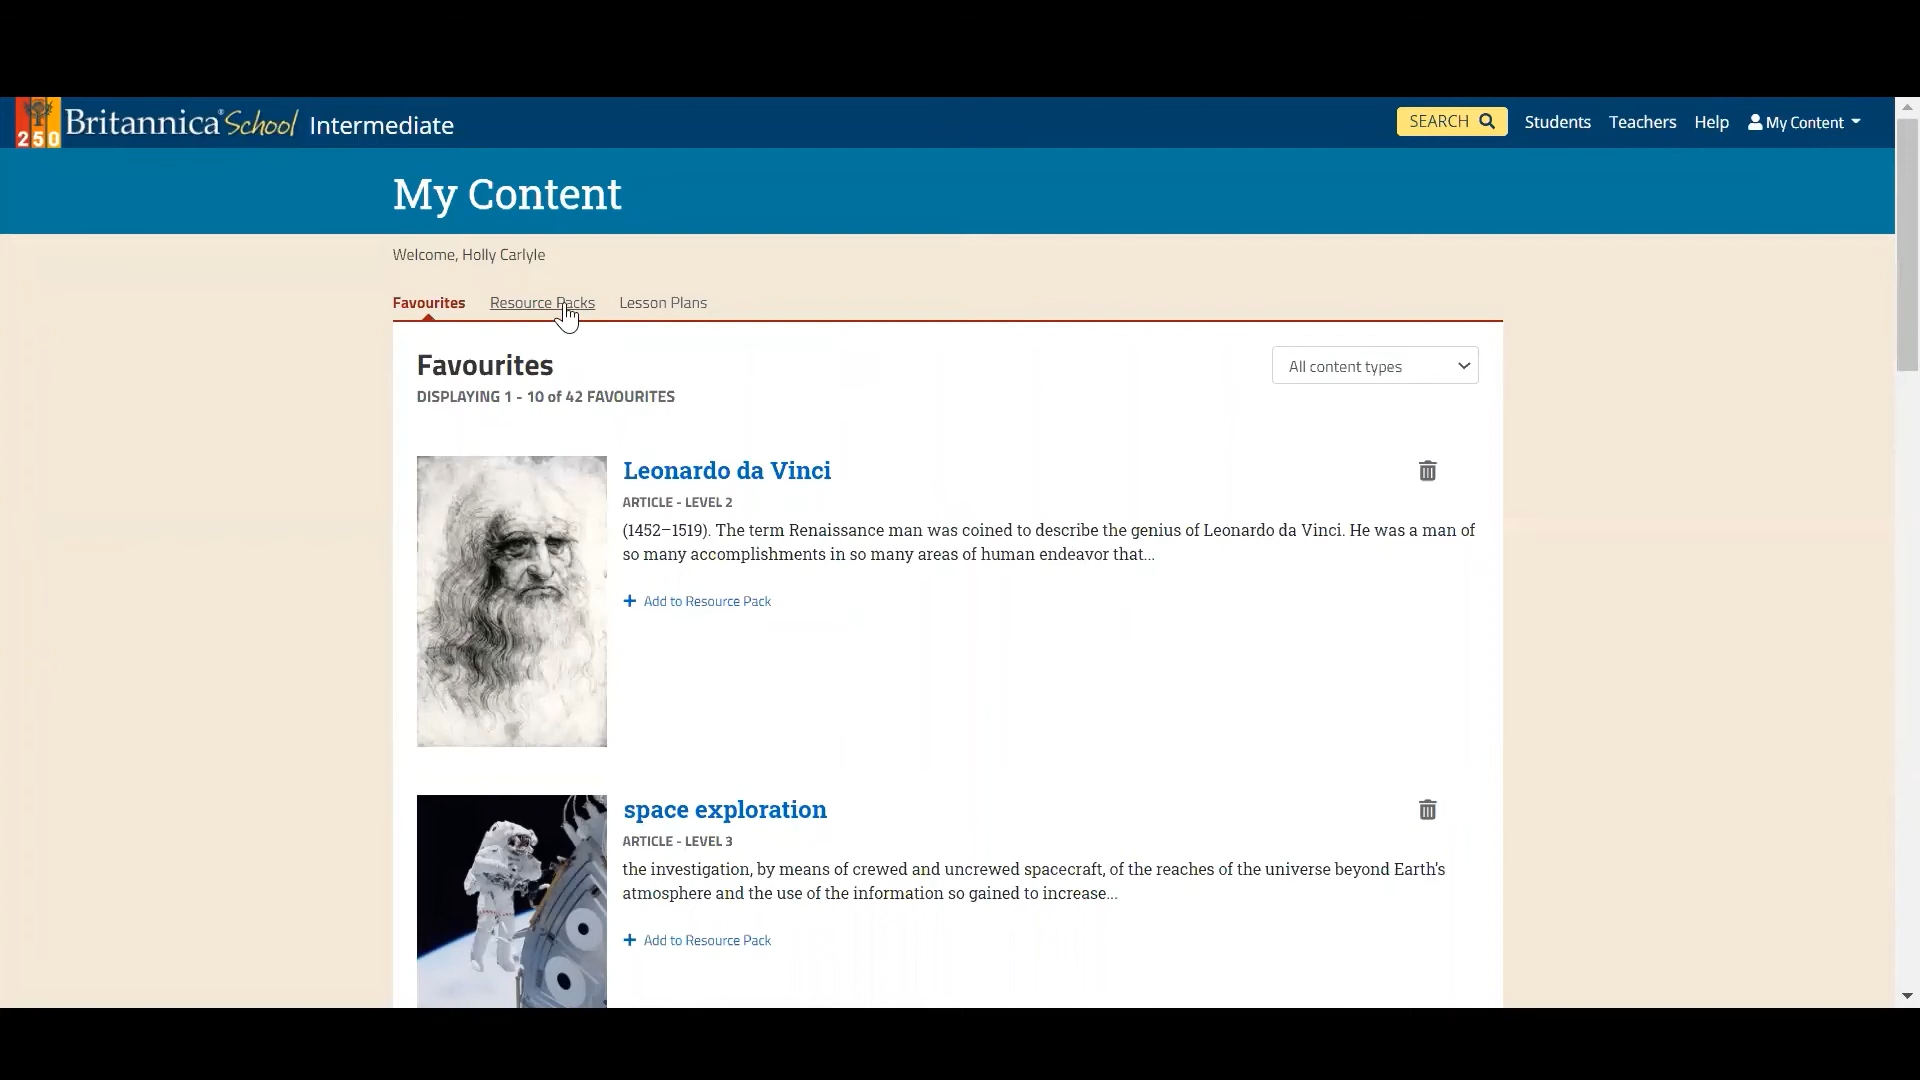 250
Britannica® School Intermediate
SEARCH
Students
Teachers
Help
My Content
My Content
Welcome, Holly Carlyle
Favourites
Resource Packs
Lesson Plans
Favourites
All content types
DISPLAYING 1 - 10 of 42 FAVOURITES
Leonardo da Vinci
ARTICLE - LEVEL 2
(1452–1519). The term Renaissance man was coined to describe the genius of Leonardo da Vinci. He was a man of
so many accomplishments in so many areas of human endeavor that...
+ Add to Resource Pack
space exploration
ARTICLE - LEVEL 3
the investigation, by means of crewed and uncrewed spacecraft, of the reaches of the universe beyond Earth's
atmosphere and the use of the information so gained to increase...
+ Add to Resource Pack